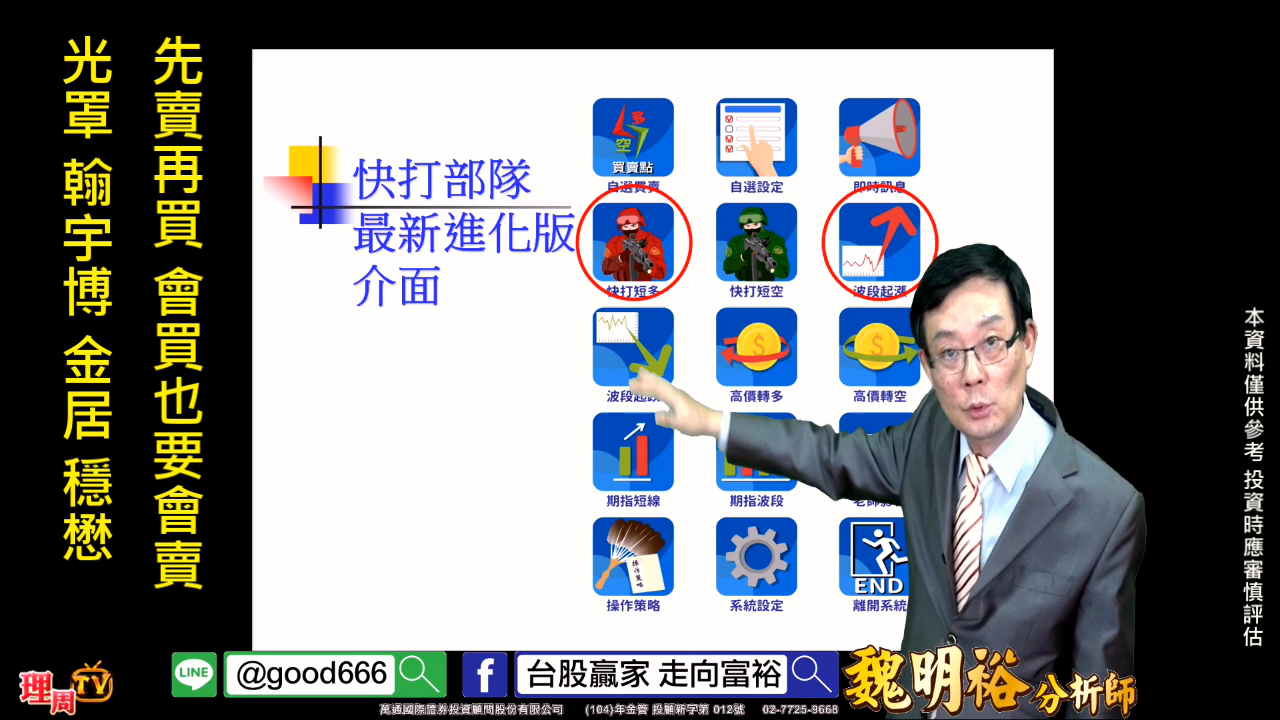 先賣再買 會買也要會賣
光罩 翰宇博 金居 穩懋
快打部隊
最新進化版
介面
多
空
買賣點
自選買賣
自選設定
即時訊息
快打短多
快打短空
波段起漲
波段起跌
高價轉多
高價轉空
期指短線
期指波段
操作策略
END
操作策略
系統設定
離開系統
本資料僅供參考 投資時應審慎評估
理周TV
LINE
@good666
f
台股贏家 走向富裕
魏明裕 分析師
萬通國際證券投資顧問股份有限公司 (104)年金管 投顧新字第 012號 02-7725-9668